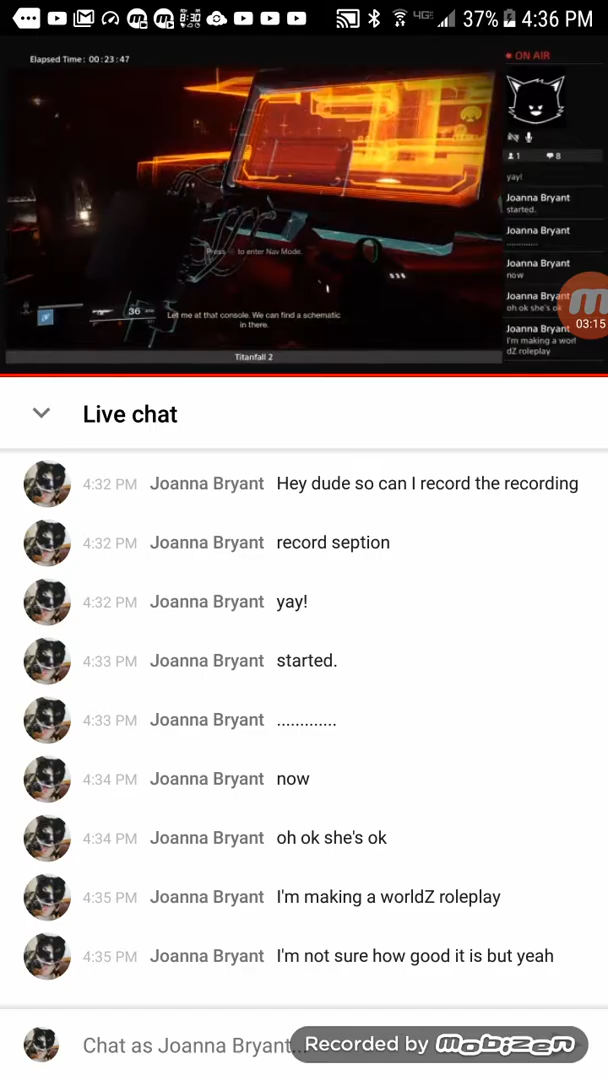 8:30
4G
37%
4:36 PM
Elapsed Time : 00:23:47
ON AIR
1
8
yay!
Joanna Bryant
started.
Joanna Bryant
.............
Joanna Bryant
now
Joanna Bryant
oh ok she's ok
Joanna Bryant
I'm making a worl
dZ roleplay
03:15
Press to enter Nav Mode.
36
Let me at that console. We can find a schematic
in there.
Titanfall 2
Live chat
4:32 PM Joanna Bryant Hey dude so can I record the recording
4:32 PM Joanna Bryant record seption
4:32 PM Joanna Bryant yay!
4:33 PM Joanna Bryant started.
4:33 PM Joanna Bryant .............
4:34 PM Joanna Bryant now
4:34 PM Joanna Bryant oh ok she's ok
4:35 PM Joanna Bryant I'm making a worldZ roleplay
4:35 PM Joanna Bryant I'm not sure how good it is but yeah
Chat as Joanna Bryant...
Recorded by Mobizen